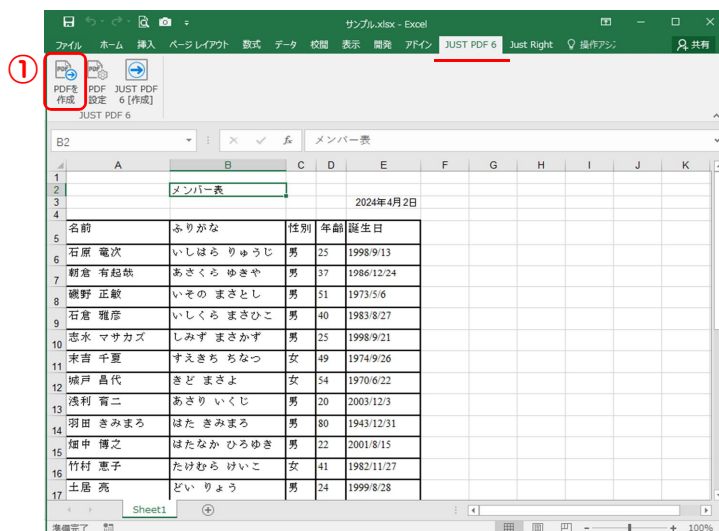 サンプル.xlsx - Excel
ファイル ホーム 挿入 ページ レイアウト 数式 データ 校閲 表示 開発 アドイン JUST PDF 6 Just Right 操作アシ 共有
①
PDFを作成 PDF設定 JUST PDF 6 [作成]
JUST PDF 6
B2 fx メンバー表
A B C D E F G H I J K
1
2 メンバー表
3 2024年4月2日
4
5 名前 ふりがな 性別 年齢 誕生日
6 石原 竜次 いしはら りゅうじ 男 25 1998/9/13
7 朝倉 有起哉 あさくら ゆきや 男 37 1986/12/24
8 磯野 正敏 いその まさとし 男 51 1973/5/6
9 石倉 雅彦 いしくら まさひこ 男 40 1983/8/27
10 志水 マサカズ しみず まさかず 男 25 1998/9/21
11 末吉 千夏 すえきち ちなつ 女 49 1974/9/26
12 城戸 昌代 きど まさよ 女 54 1970/6/22
13 浅利 育二 あさり いくじ 男 20 2003/12/3
14 羽田 きみまろ はた きみまろ 男 80 1943/12/31
15 畑中 博之 はたなか ひろゆき 男 22 2001/8/15
16 竹村 恵子 たけむら けいこ 女 41 1982/11/27
17 土居 亮 どい りょう 男 24 1999/8/28
Sheet1
準備完了 100%